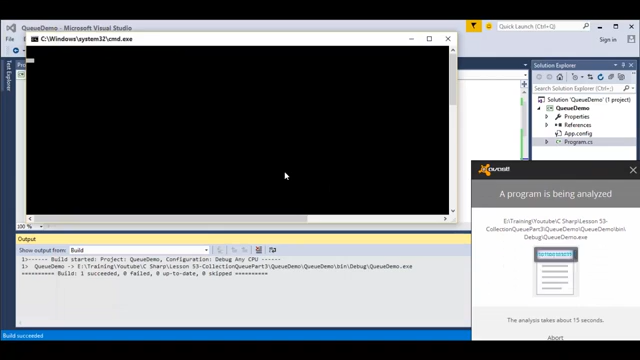 QueueDemo - Microsoft Visual Studio
Quick Launch (Ctrl+Q)
File
Sign in
C:\Windows\system32\cmd.exe
Test Explorer
Solution Explorer
Search Solution Explorer (Ctrl+;)
Solution 'QueueDemo' (1 project)
QueueDemo
Properties
References
App.config
Program.cs
avast!
A program is being analyzed
E:\Training\Youtube\C Sharp\Lesson 53-
CollectionQueuePart3\QueueDemo\QueueDemo\bin\
Debug\QueueDemo.exe
The analysis takes about 15 seconds.
Abort
100 %
Output
Show output from: Build
1>------ Build started: Project: QueueDemo, Configuration: Debug Any CPU ------
1> QueueDemo -> E:\Training\Youtube\C Sharp\Lesson 53-CollectionQueuePart3\QueueDemo\QueueDemo\bin\Debug\QueueDemo.exe
========== Build: 1 succeeded, 0 failed, 0 up-to-date, 0 skipped ==========
Build succeeded